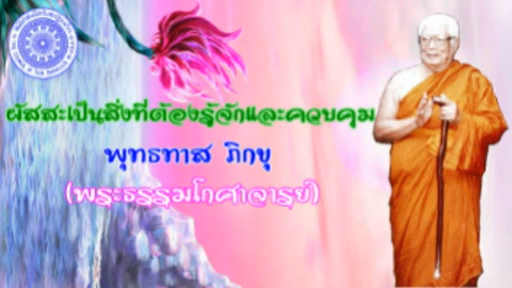 ผัสสะเป็นสิ่งที่ต้องรู้จักและควบคุม
พุทธทาส ภิกขุ
(พระธรรมโกศาจารย์)